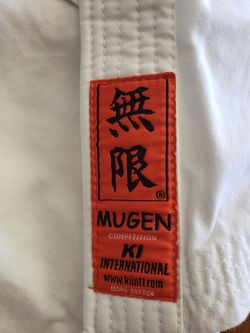 無
限
®
MUGEN
COMPETITION
KI
INTERNATIONAL
www.kiintl.com
100% COTTON